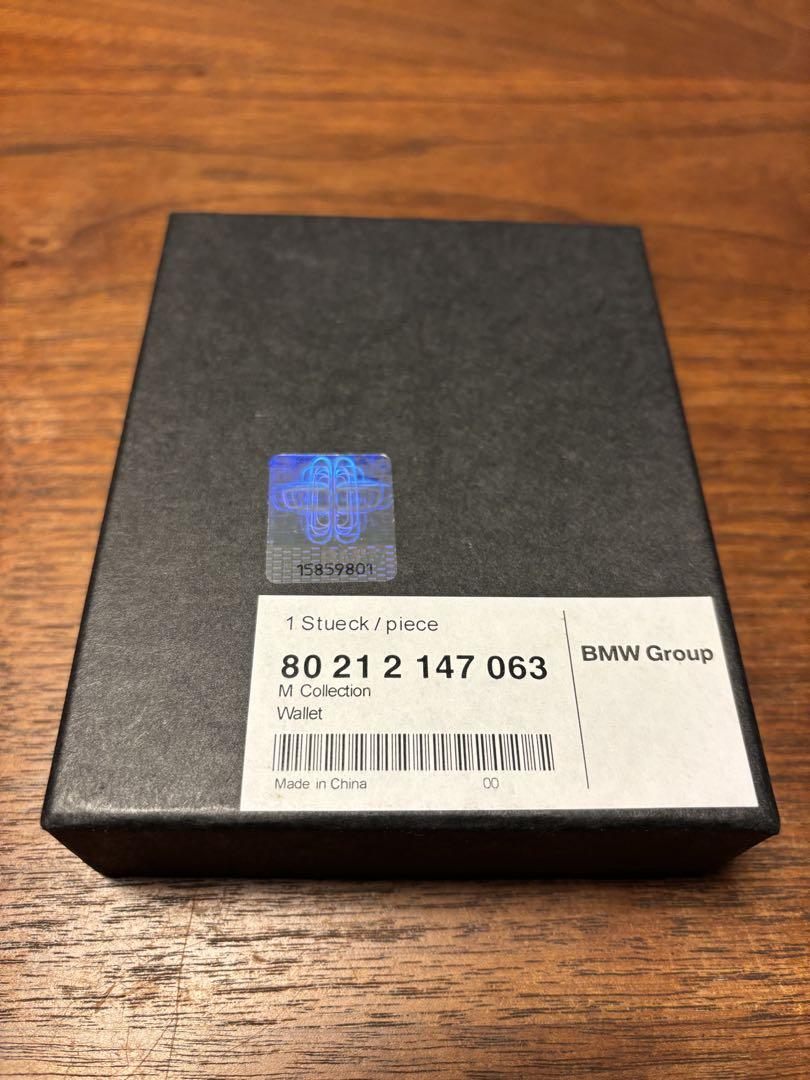 15859801
1 Stueck / piece
80 21 2 147 063
BMW Group
M Collection
Wallet
Made in China 00